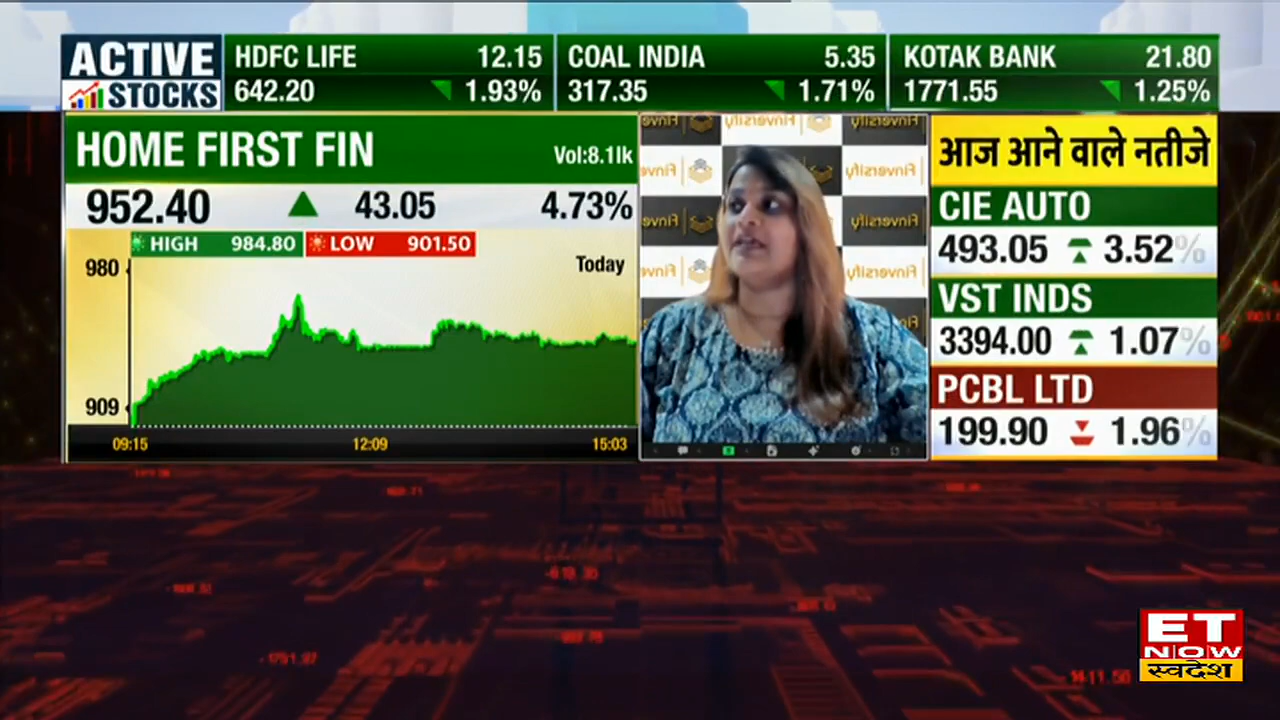 ACTIVE STOCKS
HDFC LIFE 12.15
642.20 1.93%
COAL INDIA 5.35
317.35 1.71%
KOTAK BANK 21.80
1771.55 1.25%
HOME FIRST FIN Vol:8.1lk
952.40 43.05 4.73%
HIGH 984.80 LOW 901.50
Today
980
909
09:15 12:09 15:03
Finversify
आज आने वाले नतीजे
CIE AUTO
493.05 3.52%
VST INDS
3394.00 1.07%
PCBL LTD
199.90 1.96%
ET
NOW
स्वदेश